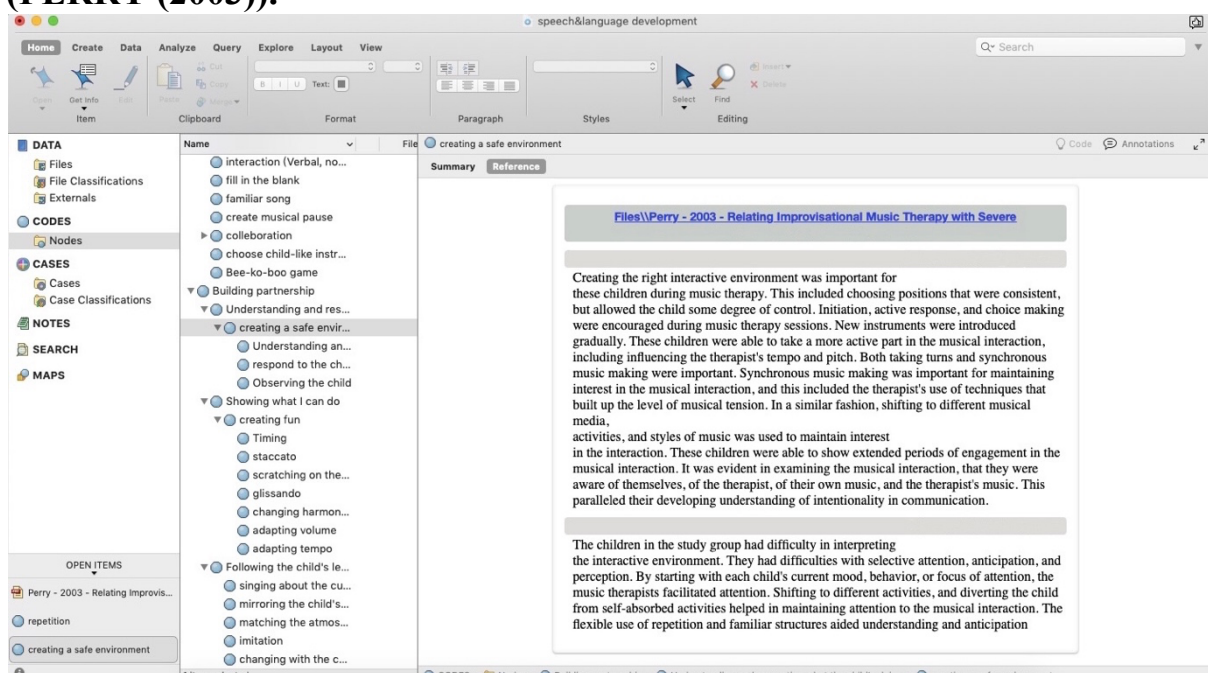 (PERRY (2003)).
speech&language development
Home Create Data Analyze Query Explore Layout View
Search
Open Get Info Edit Paste Cut Copy Merge
B I U Text:
Select Find Insert Delete
Item Clipboard Format Paragraph Styles Editing
DATA
Files
File Classifications
Externals
CODES
Nodes
CASES
Cases
Case Classifications
NOTES
SEARCH
MAPS
OPEN ITEMS
Perry - 2003 - Relating Improvis...
repetition
creating a safe environment
Name File
interaction (Verbal, no...
fill in the blank
familiar song
create musical pause
colleboration
choose child-like instr...
Bee-ko-boo game
Building partnership
Understanding and res...
creating a safe envir...
Understanding an...
respond to the ch...
Observing the child
Showing what I can do
creating fun
Timing
staccato
scratching on the...
glissando
changing harmon...
adapting volume
adapting tempo
Following the child's le...
singing about the cu...
mirroring the child's...
matching the atmos...
imitation
changing with the c...
creating a safe environment
Code Annotations
Summary Reference
Files\\Perry - 2003 - Relating Improvisational Music Therapy with Severe
Creating the right interactive environment was important for
these children during music therapy. This included choosing positions that were consistent,
but allowed the child some degree of control. Initiation, active response, and choice making
were encouraged during music therapy sessions. New instruments were introduced
gradually. These children were able to take a more active part in the musical interaction,
including influencing the therapist's tempo and pitch. Both taking turns and synchronous
music making were important. Synchronous music making was important for maintaining
interest in the musical interaction, and this included the therapist's use of techniques that
built up the level of musical tension. In a similar fashion, shifting to different musical
media,
activities, and styles of music was used to maintain interest
in the interaction. These children were able to show extended periods of engagement in the
musical interaction. It was evident in examining the musical interaction, that they were
aware of themselves, of the therapist, of their own music, and the therapist's music. This
paralleled their developing understanding of intentionality in communication.
The children in the study group had difficulty in interpreting
the interactive environment. They had difficulties with selective attention, anticipation, and
perception. By starting with each child's current mood, behavior, or focus of attention, the
music therapists facilitated attention. Shifting to different activities, and diverting the child
from self-absorbed activities helped in maintaining attention to the musical interaction. The
flexible use of repetition and familiar structures aided understanding and anticipation